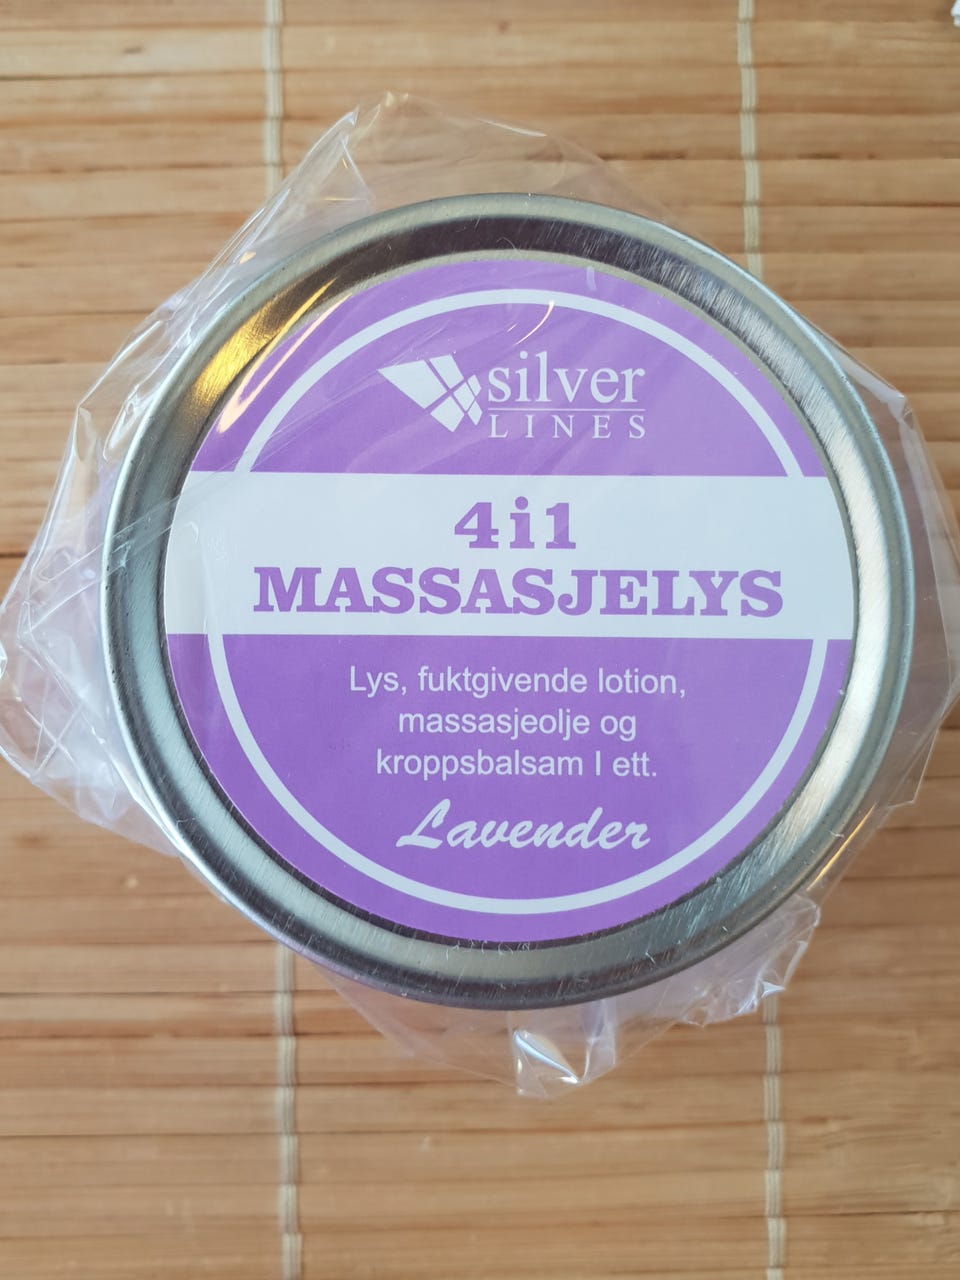 silver
LINES
4i1
MASSASJELYS
Lys, fuktgivende lotion,
massasjeolje og
kroppsbalsam I ett.
Lavender